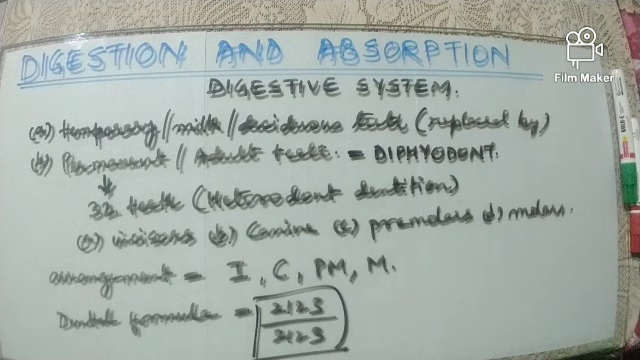 DIGESTION AND ABSORPTION
Film Maker
DIGESTIVE SYSTEM.
(a) temporary // milk // deciduous teeth (replaced by)
(b) Permanent // Adult teeth. = DIPHYODONT.
↓
32 teeth (Heterodont dentition)
(a) incisors (b) Canine (c) premolars (d) molars.
arrangement = I, C, PM, M.
Dental formula = 2123
2123